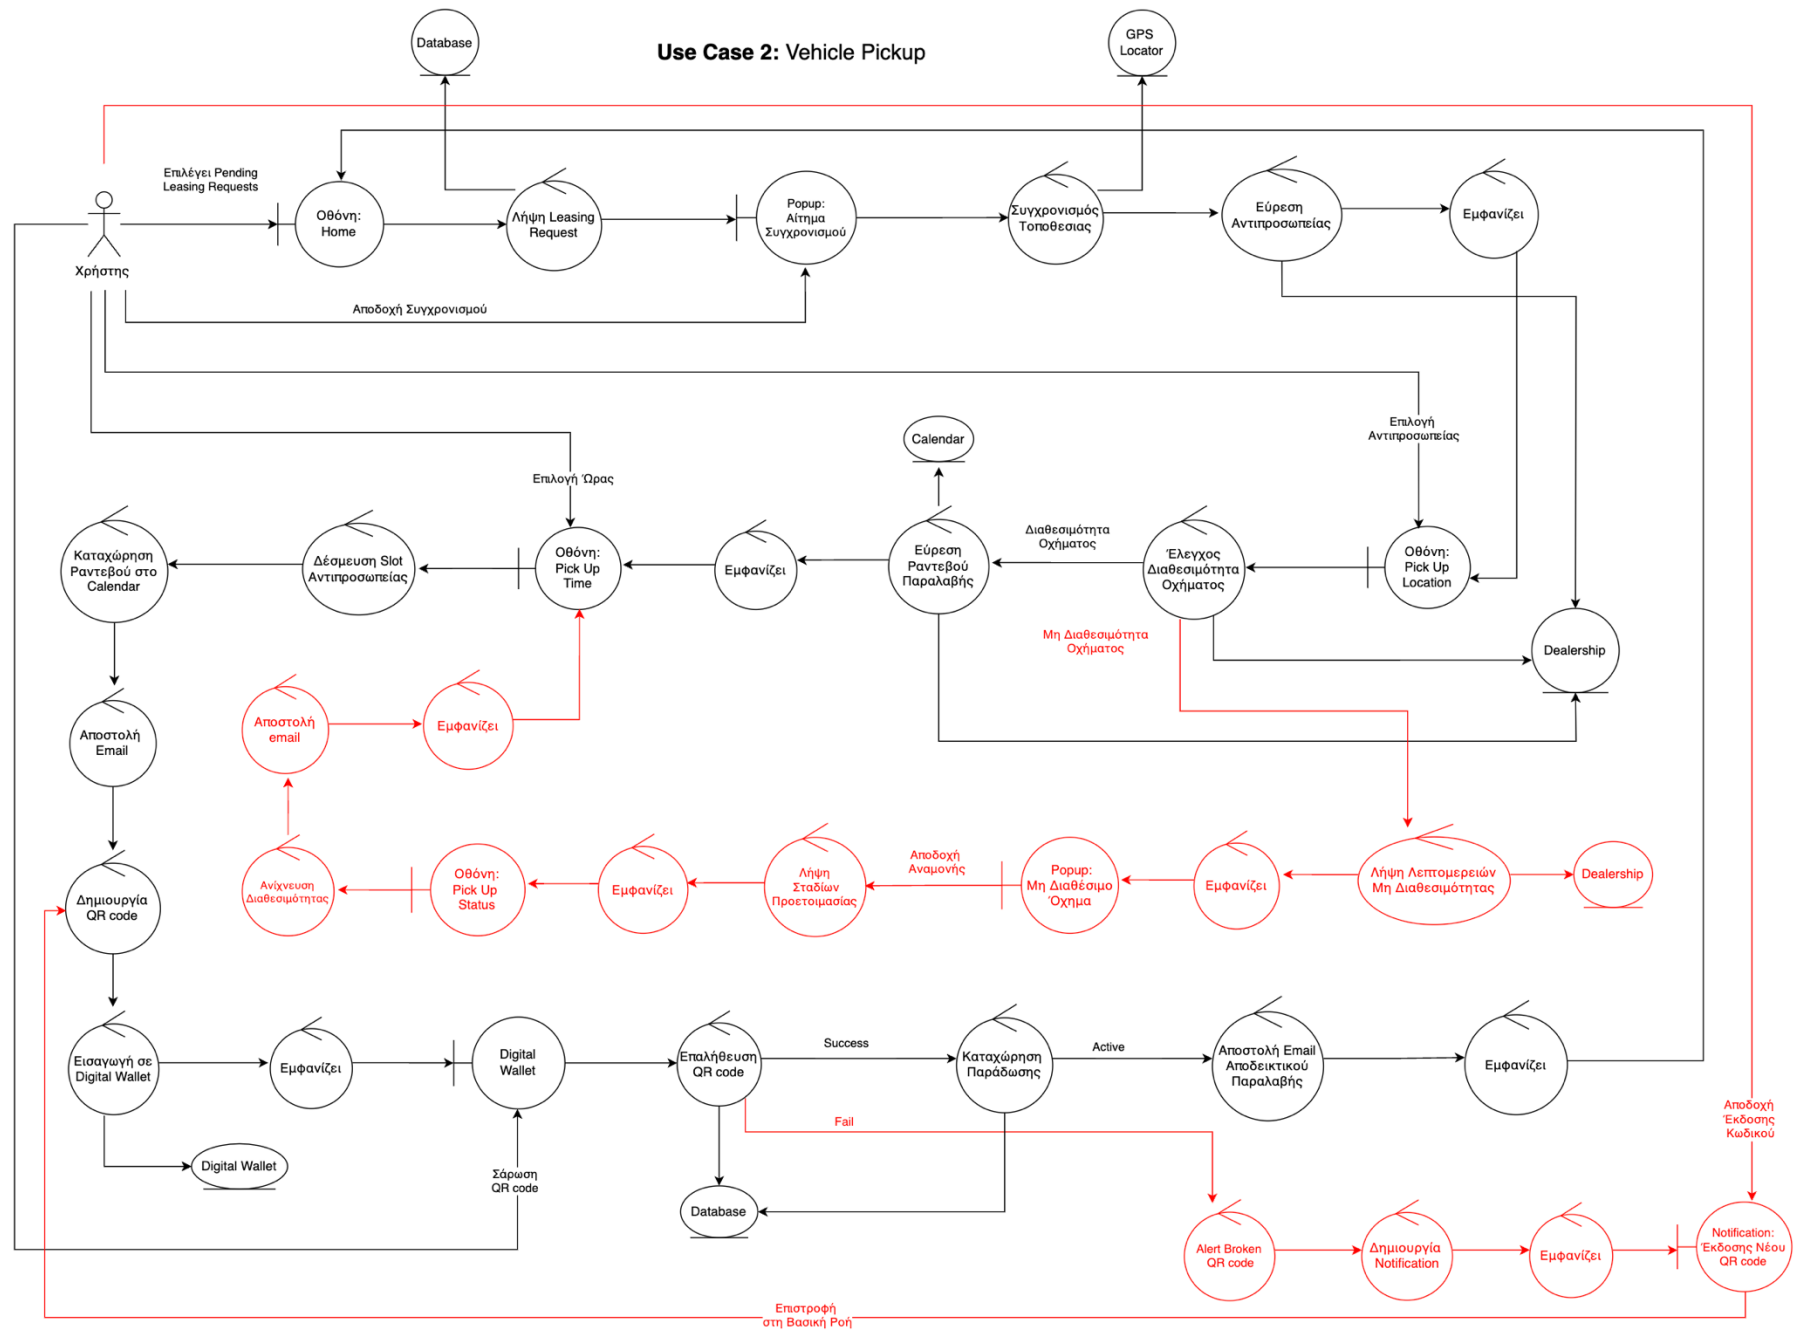 Database
Use Case 2: Vehicle Pickup
GPS
Locator
Επιλέγει Pending
Leasing Requests
Χρήστης
Οθόνη:
Home
Λήψη Leasing
Request
Popup:
Αίτημα
Συγχρονισμού
Συγχρονισμός
Τοποθεσιας
Εύρεση
Αντιπροσωπείας
Εμφανίζει
Αποδοχή Συγχρονισμού
Επιλογή
Αντιπροσωπείας
Calendar
Επιλογή Ώρας
Καταχώρηση
Ραντεβού στο
Calendar
Δέσμευση Slot
Αντιπροσωπείας
Οθόνη:
Pick Up
Time
Εμφανίζει
Εύρεση
Ραντεβού
Παραλαβής
Διαθεσιμότητα
Οχήματος
Έλεγχος
Διαθεσιμότητα
Οχήματος
Οθόνη:
Pick Up
Location
Μη Διαθεσιμότητα
Οχήματος
Dealership
Αποστολή
Email
Αποστολή
email
Εμφανίζει
Δημιουργία
QR code
Ανίχνευση
Διαθεσιμότητας
Οθόνη:
Pick Up
Status
Εμφανίζει
Λήψη
Σταδίων
Προετοιμασίας
Αποδοχή
Αναμονής
Popup:
Μη Διαθέσιμο
Όχημα
Εμφανίζει
Λήψη Λεπτομερειών
Μη Διαθεσιμότητας
Dealership
Εισαγωγή σε
Digital Wallet
Εμφανίζει
Digital
Wallet
Επαλήθευση
QR code
Success
Καταχώρηση
Παράδοσης
Active
Αποστολή Email
Αποδεικτικού
Παραλαβής
Εμφανίζει
Fail
Αποδοχή
Έκδοσης
Κωδικού
Digital Wallet
Σάρωση
QR code
Database
Alert Broken
QR code
Δημιουργία
Notification
Εμφανίζει
Notification:
Έκδοσης Νέου
QR code
Επιστροφή
στη Βασική Ροή